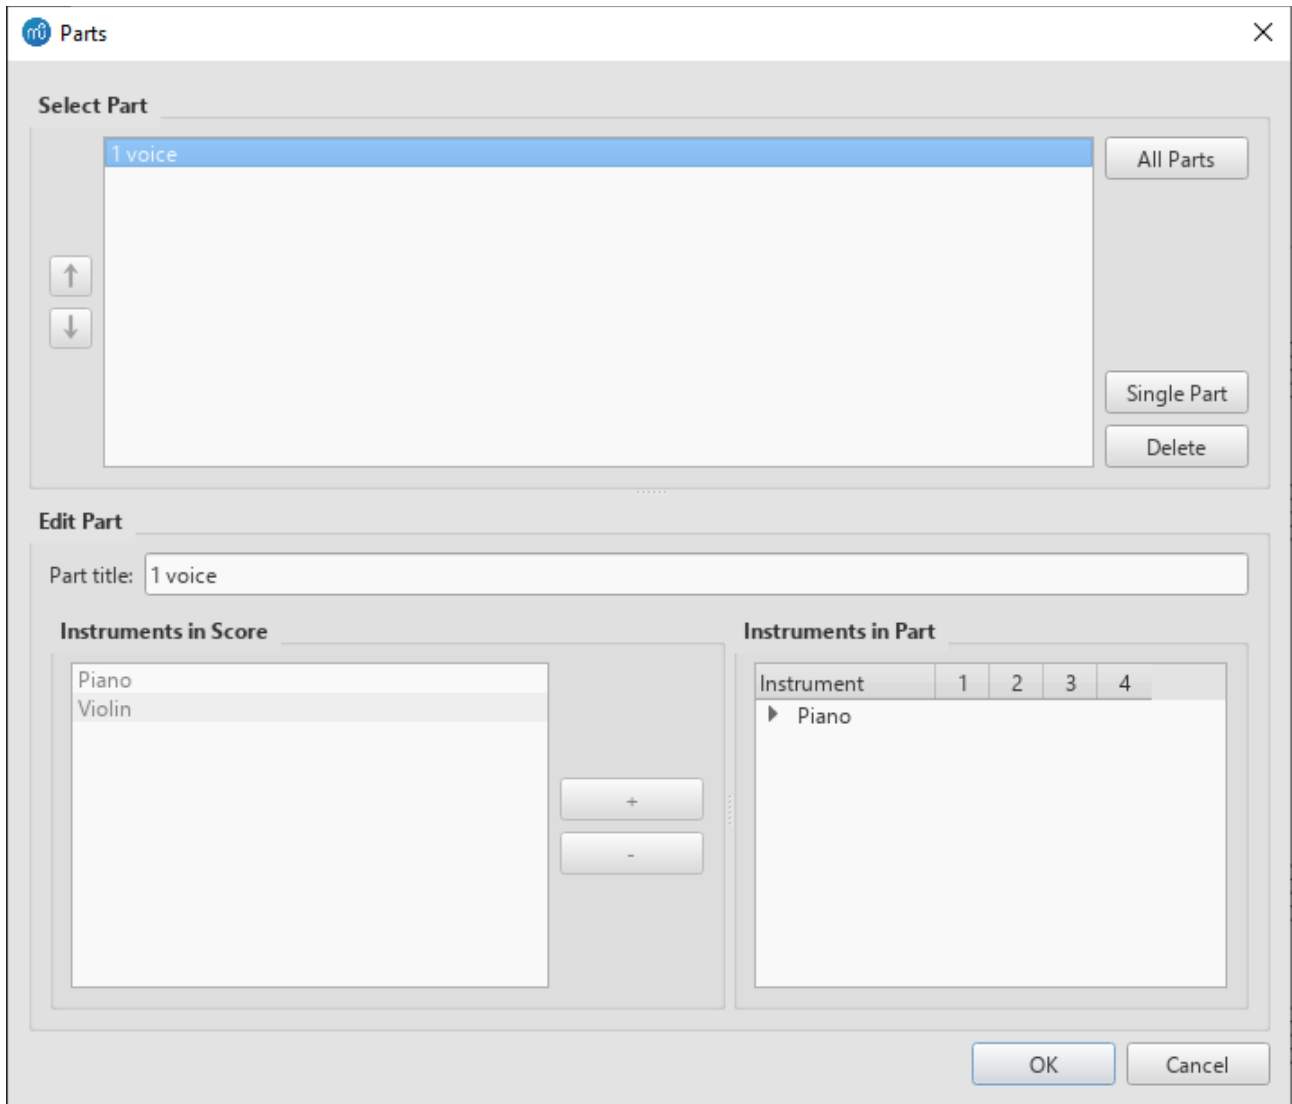 Parts
Select Part
1 voice
All Parts
Single Part
Delete
Edit Part
Part title: 1 voice
Instruments in Score
Piano
Violin
+
-
Instruments in Part
Instrument 1 2 3 4
Piano
OK
Cancel